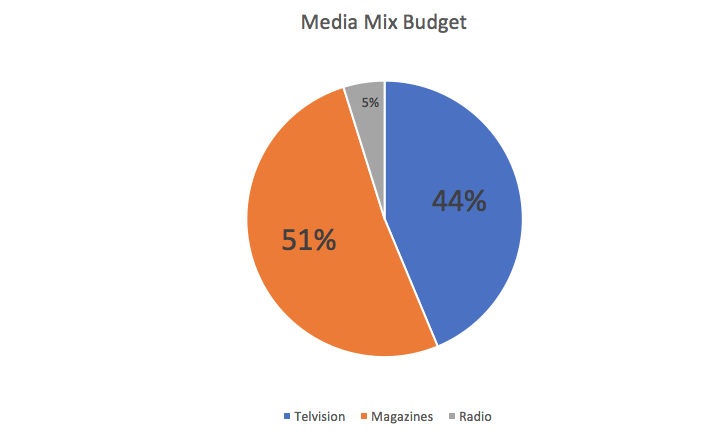 Media Mix Budget
5%
44%
51%
Telvision Magazines Radio